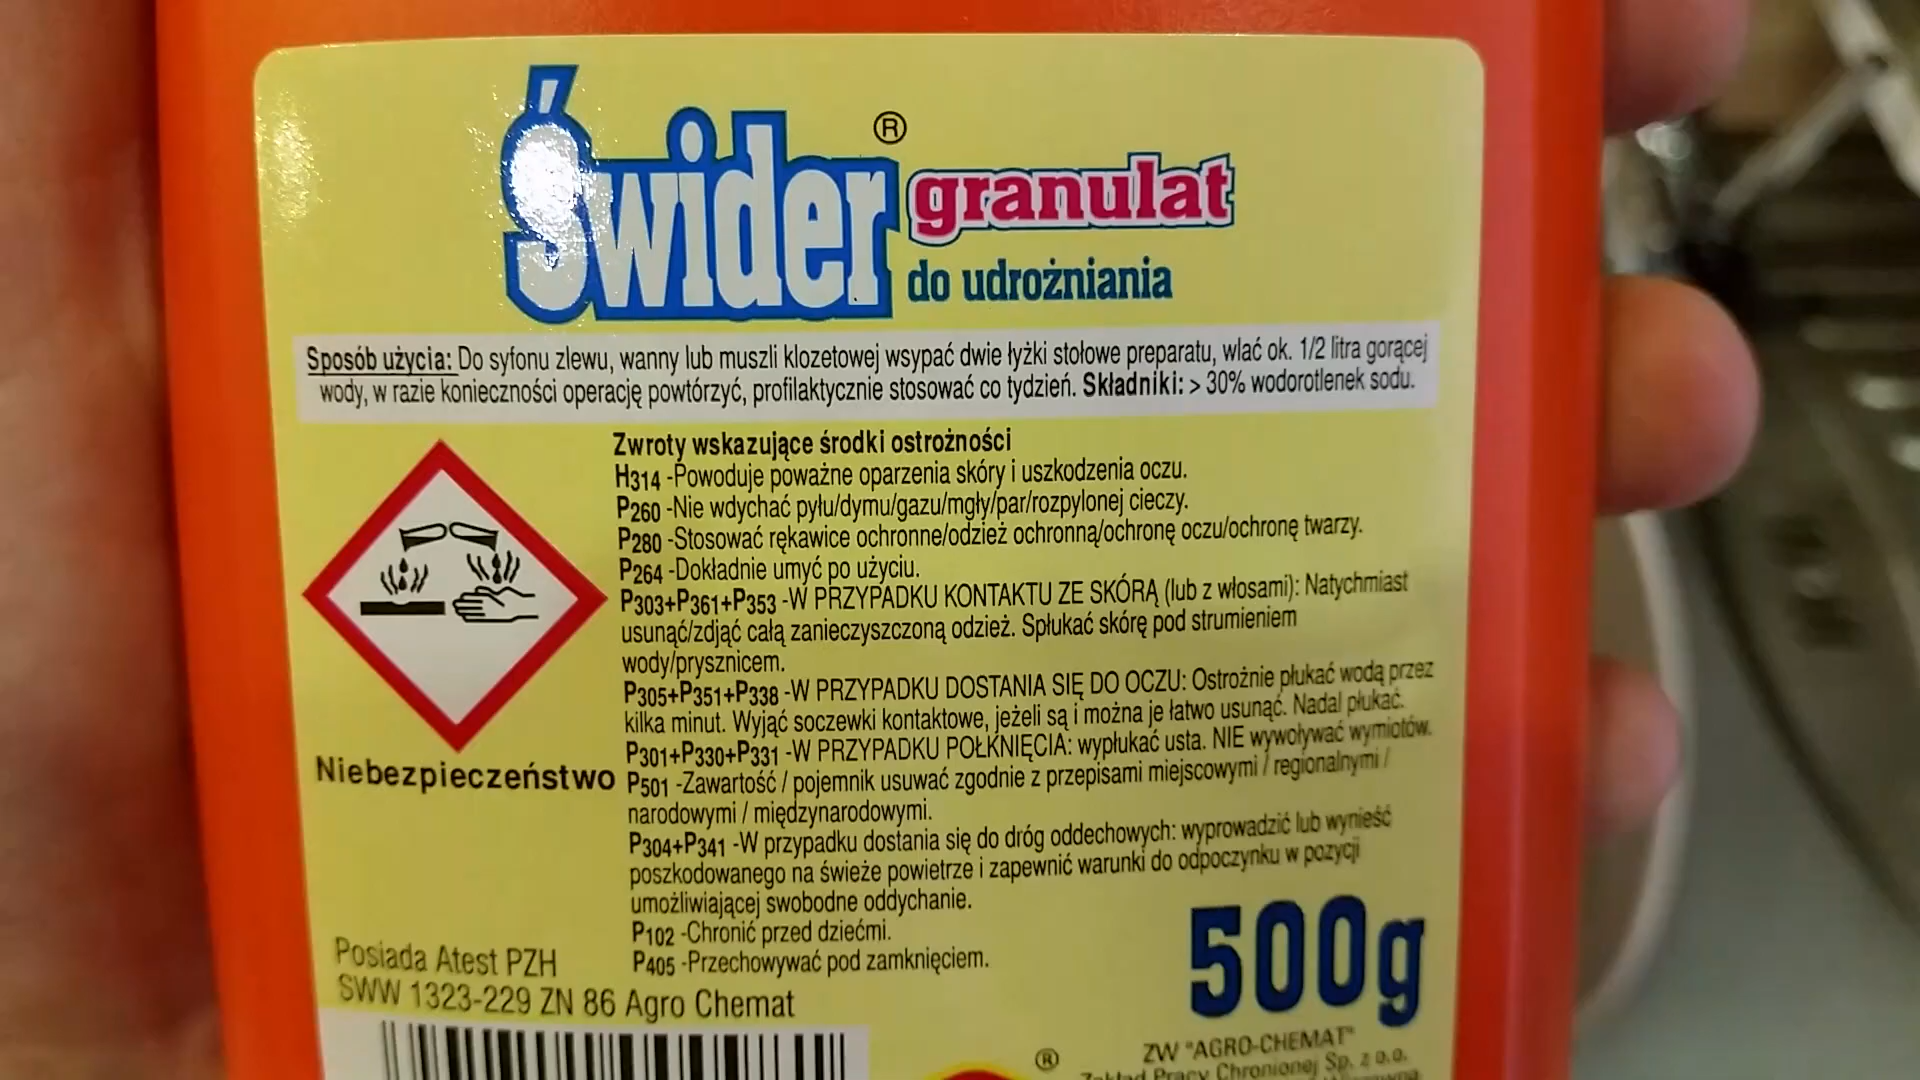 Świder® granulat
do udrożniania
Sposób użycia: Do syfonu zlewu, wanny lub muszli klozetowej wsypać dwie łyżki stołowe preparatu, wlać ok. 1/2 litra gorącej
wody, w razie konieczności operację powtórzyć, profilaktycznie stosować co tydzień. Składniki: > 30% wodorotlenek sodu.
Zwroty wskazujące środki ostrożności
H314 -Powoduje poważne oparzenia skóry i uszkodzenia oczu.
P260 -Nie wdychać pyłu/dymu/gazu/mgły/par/rozpylonej cieczy.
P280 -Stosować rękawice ochronne/odzież ochronną/ochronę oczu/ochronę twarzy.
P264 -Dokładnie umyć po użyciu.
P303+P361+P353 -W PRZYPADKU KONTAKTU ZE SKÓRĄ (lub z włosami): Natychmiast
usunąć/zdjąć całą zanieczyszczoną odzież. Spłukać skórę pod strumieniem
wody/prysznicem.
P305+P351+P338 -W PRZYPADKU DOSTANIA SIĘ DO OCZU: Ostrożnie płukać wodą przez
kilka minut. Wyjąć soczewki kontaktowe, jeżeli są i można je łatwo usunąć. Nadal płukać.
P301+P330+P331 -W PRZYPADKU POŁKNIĘCIA: wypłukać usta. NIE wywoływać wymiotów.
P501 -Zawartość / pojemnik usuwać zgodnie z przepisami miejscowymi / regionalnymi /
narodowymi / międzynarodowymi.
P304+P341 -W przypadku dostania się do dróg oddechowych: wyprowadzić lub wynieść
poszkodowanego na świeże powietrze i zapewnić warunki do odpoczynku w pozycji
umożliwiającej swobodne oddychanie.
P102 -Chronić przed dziećmi.
P405 -Przechowywać pod zamknięciem.
Niebezpieczeństwo
Posiada Atest PZH
SWW 1323-229 ZN 86 Agro Chemat
500g
®
ZW "AGRO-CHEMAT"
Zakład Pracy Chronionej Sp. z o.o.